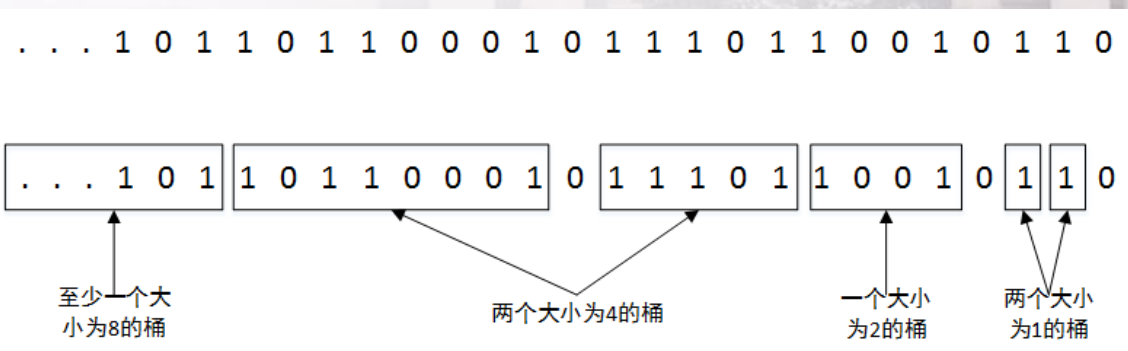 . . . 1 0 1 1 0 1 1 0 0 0 1 0 1 1 1 0 1 1 0 0 1 0 1 1 0
. . . 1 0 1 1 0 1 1 0 0 0 1 0 1 1 1 0 1 1 0 0 1 0 1 1 0
至少一个大
小为8的桶
两个大小为4的桶
一个大小
为2的桶
两个大小
为1的桶